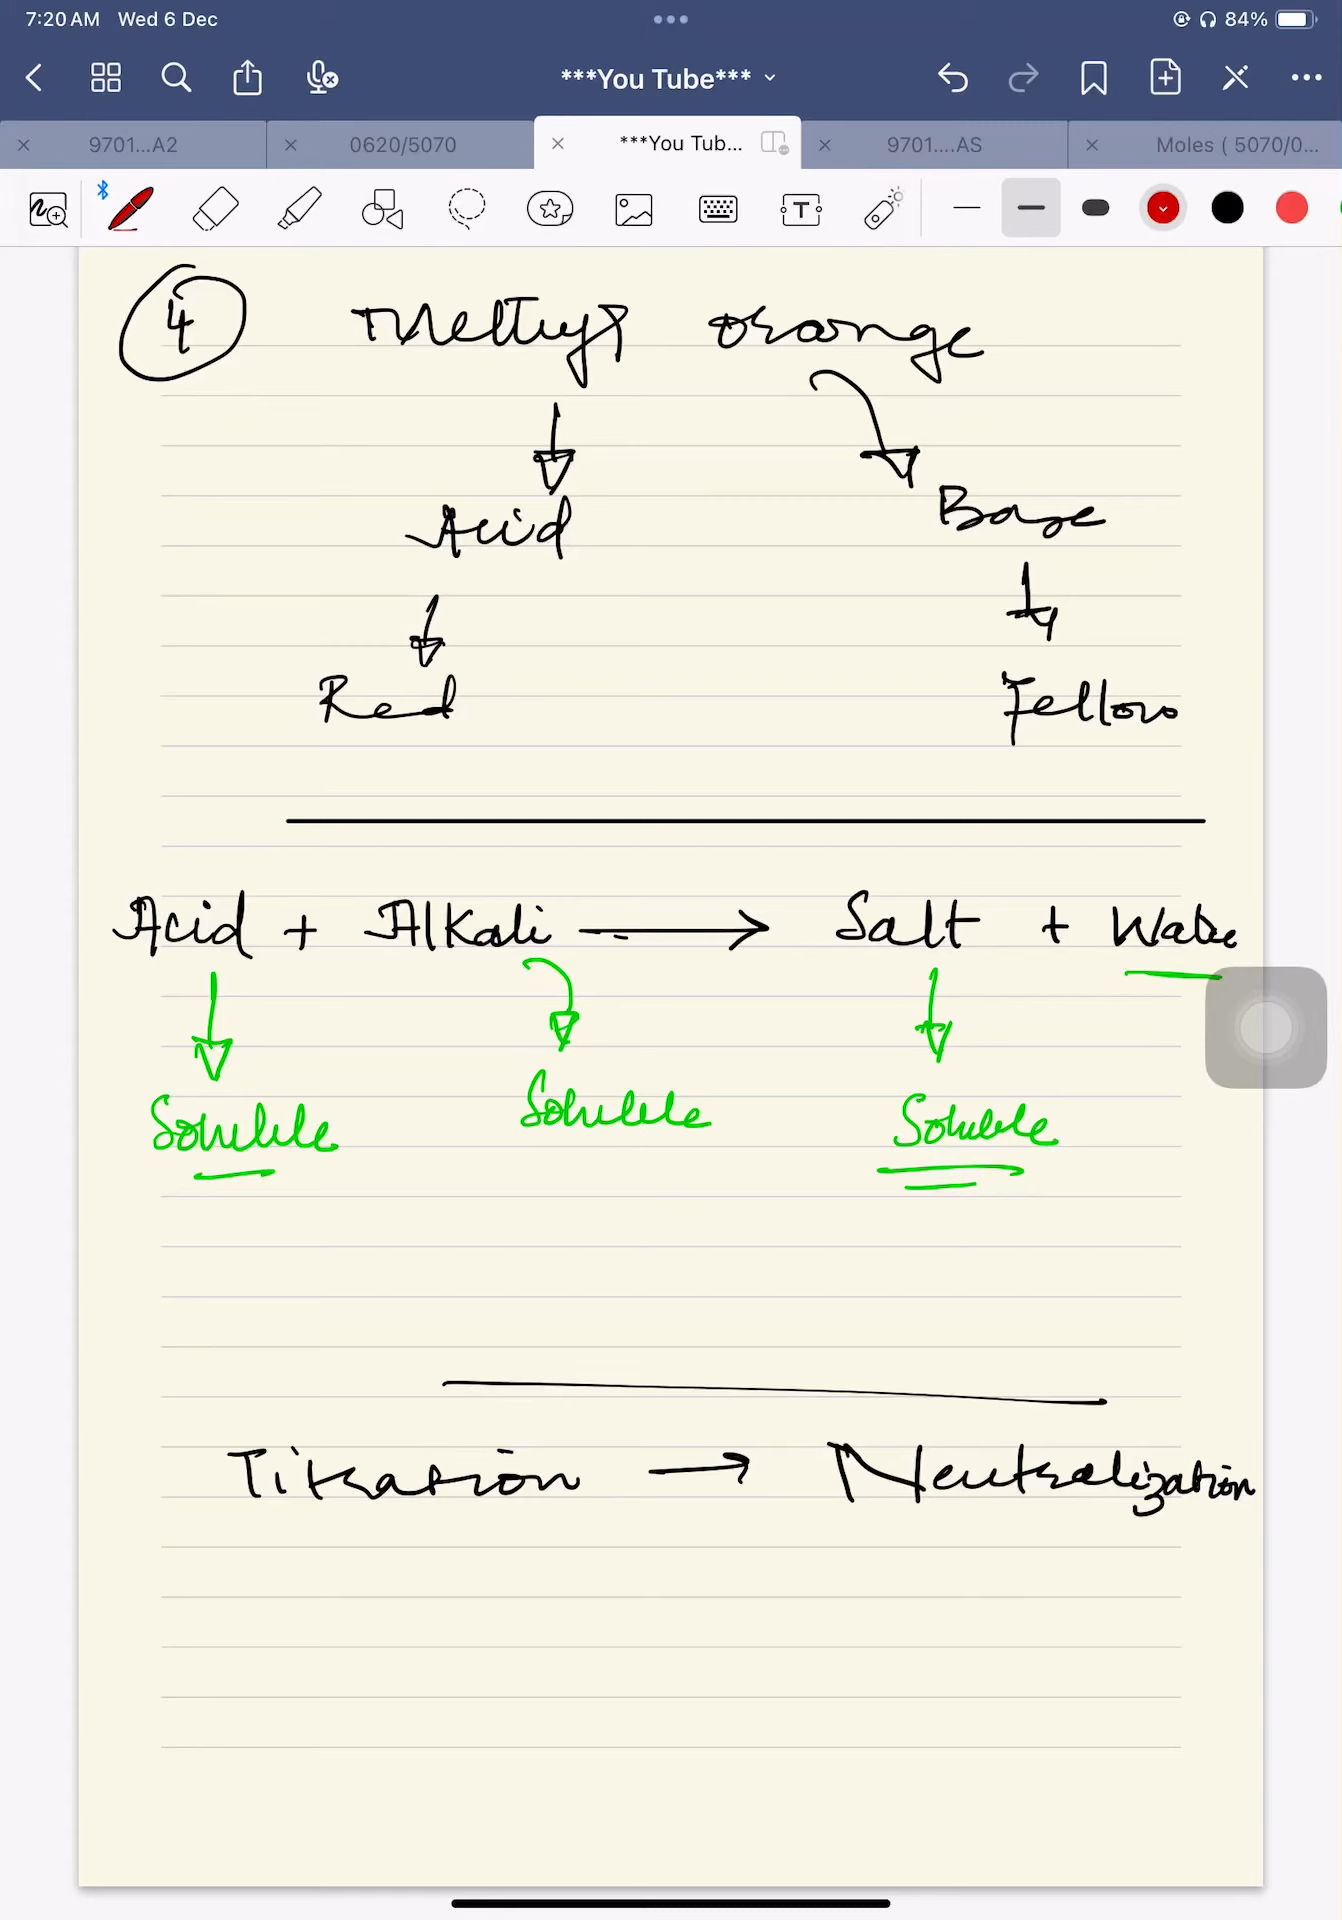 7:20 AM Wed 6 Dec 84%
***You Tube***
9701...A2 0620/5070 ***You Tub... 9701....AS Moles ( 5070/0...
4 Methyl orange
Acid Base
Red Yellow
Acid + Alkali → Salt + Water
Soluble Soluble Soluble
Titration → Neutralization